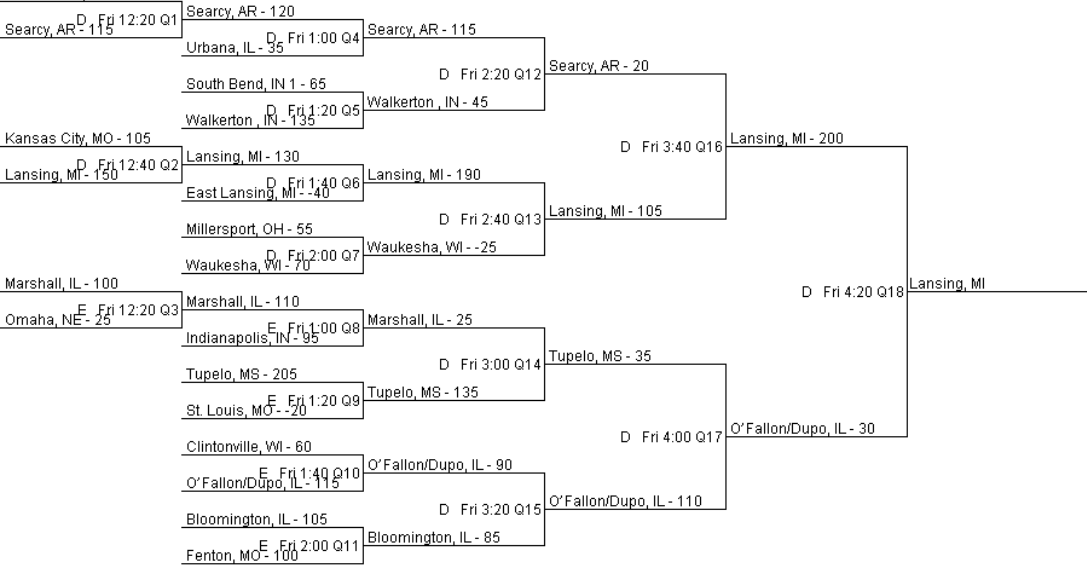 Searcy, AR - 120
D Fri 12:20 Q1
Searcy, AR - 115
Searcy, AR - 115
D Fri 1:00 Q4
Urbana, IL - 35
Searcy, AR - 20
D Fri 2:20 Q12
South Bend, IN 1 - 65
Walkerton , IN - 45
D Fri 1:20 Q5
Walkerton , IN - 135
Kansas City, MO - 105
Lansing, MI - 200
D Fri 3:40 Q16
Lansing, MI - 130
D Fri 12:40 Q2
Lansing, MI - 150
Lansing, MI - 190
D Fri 1:40 Q6
East Lansing, MI - -40
Lansing, MI - 105
D Fri 2:40 Q13
Millersport, OH - 55
Waukesha, WI - -25
D Fri 2:00 Q7
Waukesha, WI - 70
Marshall, IL - 100
Lansing, MI
D Fri 4:20 Q18
Marshall, IL - 110
E Fri 12:20 Q3
Omaha, NE - 25
Marshall, IL - 25
E Fri 1:00 Q8
Indianapolis, IN - 95
Tupelo, MS - 35
D Fri 3:00 Q14
Tupelo, MS - 205
Tupelo, MS - 135
E Fri 1:20 Q9
St. Louis, MO - -20
O'Fallon/Dupo, IL - 30
D Fri 4:00 Q17
Clintonville, WI - 60
O'Fallon/Dupo, IL - 90
E Fri 1:40 Q10
O'Fallon/Dupo, IL - 115
O'Fallon/Dupo, IL - 110
D Fri 3:20 Q15
Bloomington, IL - 105
Bloomington, IL - 85
E Fri 2:00 Q11
Fenton, MO - 100